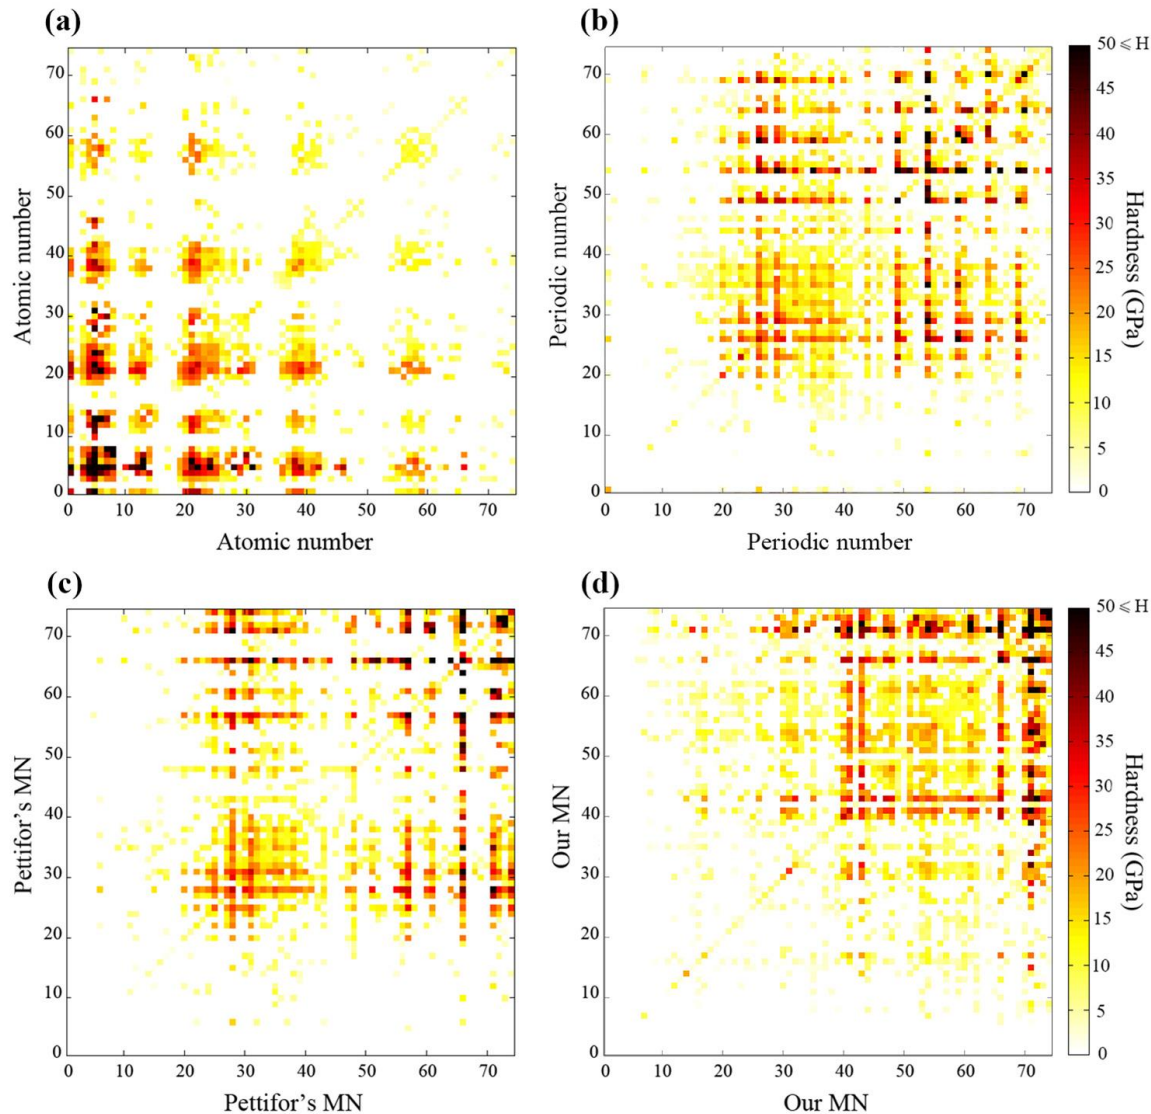 (a)
(b)
70
60
50
40
30
20
10
0
Atomic number
0 10 20 30 40 50 60 70
Atomic number
70
60
50
40
30
20
10
0
Periodic number
0 10 20 30 40 50 60 70
Periodic number
50 ⩽ H
45
40
35
30
25
20
15
10
5
0
Hardness (GPa)
(c)
(d)
70
60
50
40
30
20
10
0
Pettifor's MN
0 10 20 30 40 50 60 70
Pettifor's MN
70
60
50
40
30
20
10
0
Our MN
0 10 20 30 40 50 60 70
Our MN
50 ⩽ H
45
40
35
30
25
20
15
10
5
0
Hardness (GPa)